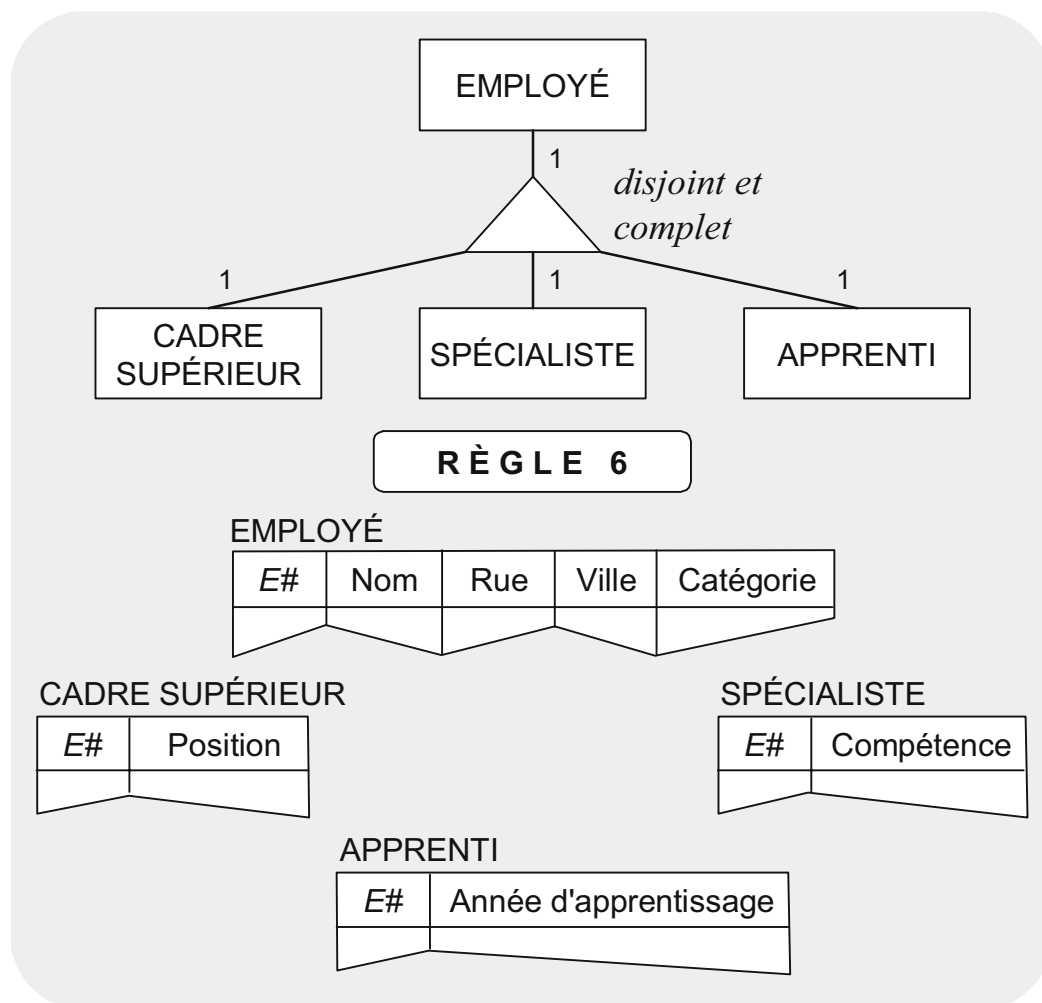 EMPLOYÉ
1
disjoint et
complet
1
1
1
CADRE
SUPÉRIEUR
SPÉCIALISTE
APPRENTI
RÈGLE 6
EMPLOYÉ
E# Nom Rue Ville Catégorie
CADRE SUPÉRIEUR
E# Position
SPÉCIALISTE
E# Compétence
APPRENTI
E# Année d'apprentissage